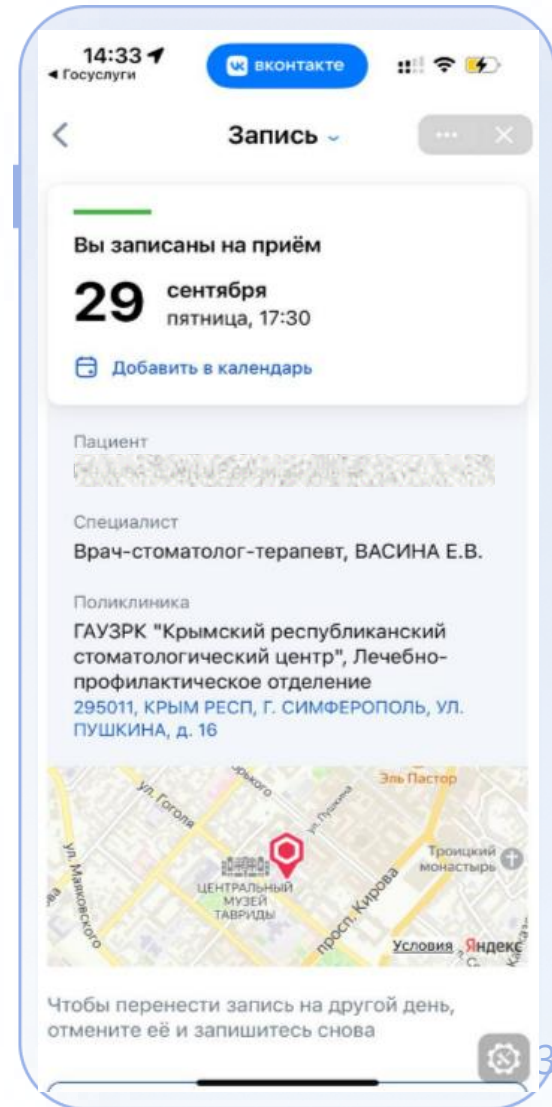 14:33
Госуслуги
вконтакте
Запись
Вы записаны на приём
29
сентября
пятница, 17:30
Добавить в календарь
Пациент
Специалист
Врач-стоматолог-терапевт, ВАСИНА Е.В.
Поликлиника
ГАУЗРК "Крымский республиканский
стоматологический центр", Лечебно-
профилактическое отделение
295011, КРЫМ РЕСП, Г. СИМФЕРОПОЛЬ, УЛ.
ПУШКИНА, д. 16
Эль Пастор
ул. Гоголя
ул. Пушкина
ул. Маяковского
ЦЕНТРАЛЬНЫЙ
МУЗЕЙ
ТАВРИДЫ
просп. Кирова
Троицкий
монастырь
Условия
Яндекс
Чтобы перенести запись на другой день,
отмените её и запишитесь снова
3